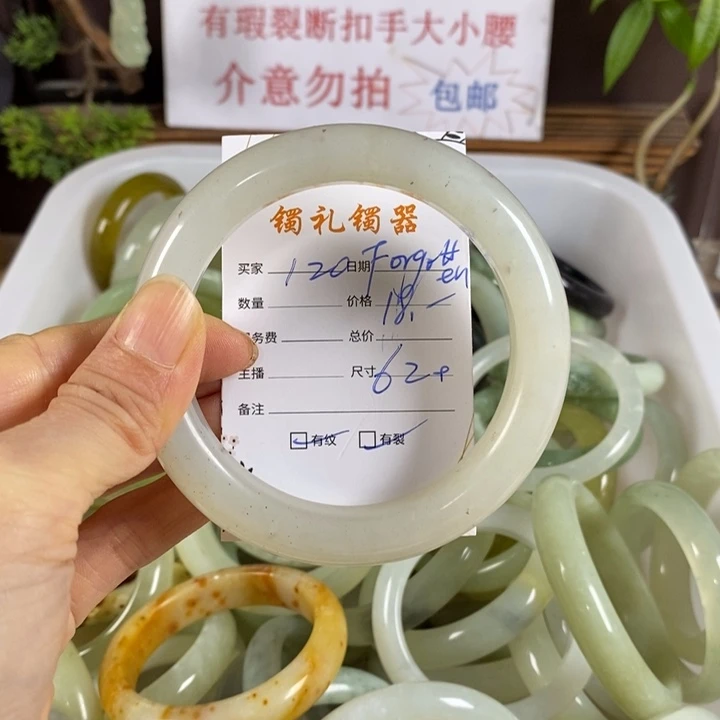 有瑕裂断扣手大小腰
介意勿拍 包邮
镯礼镯器
买家 120 日期 Forgotten
数量 价格 18.-
务费 总价
主播 尺寸 62+
备注
有纹 有裂